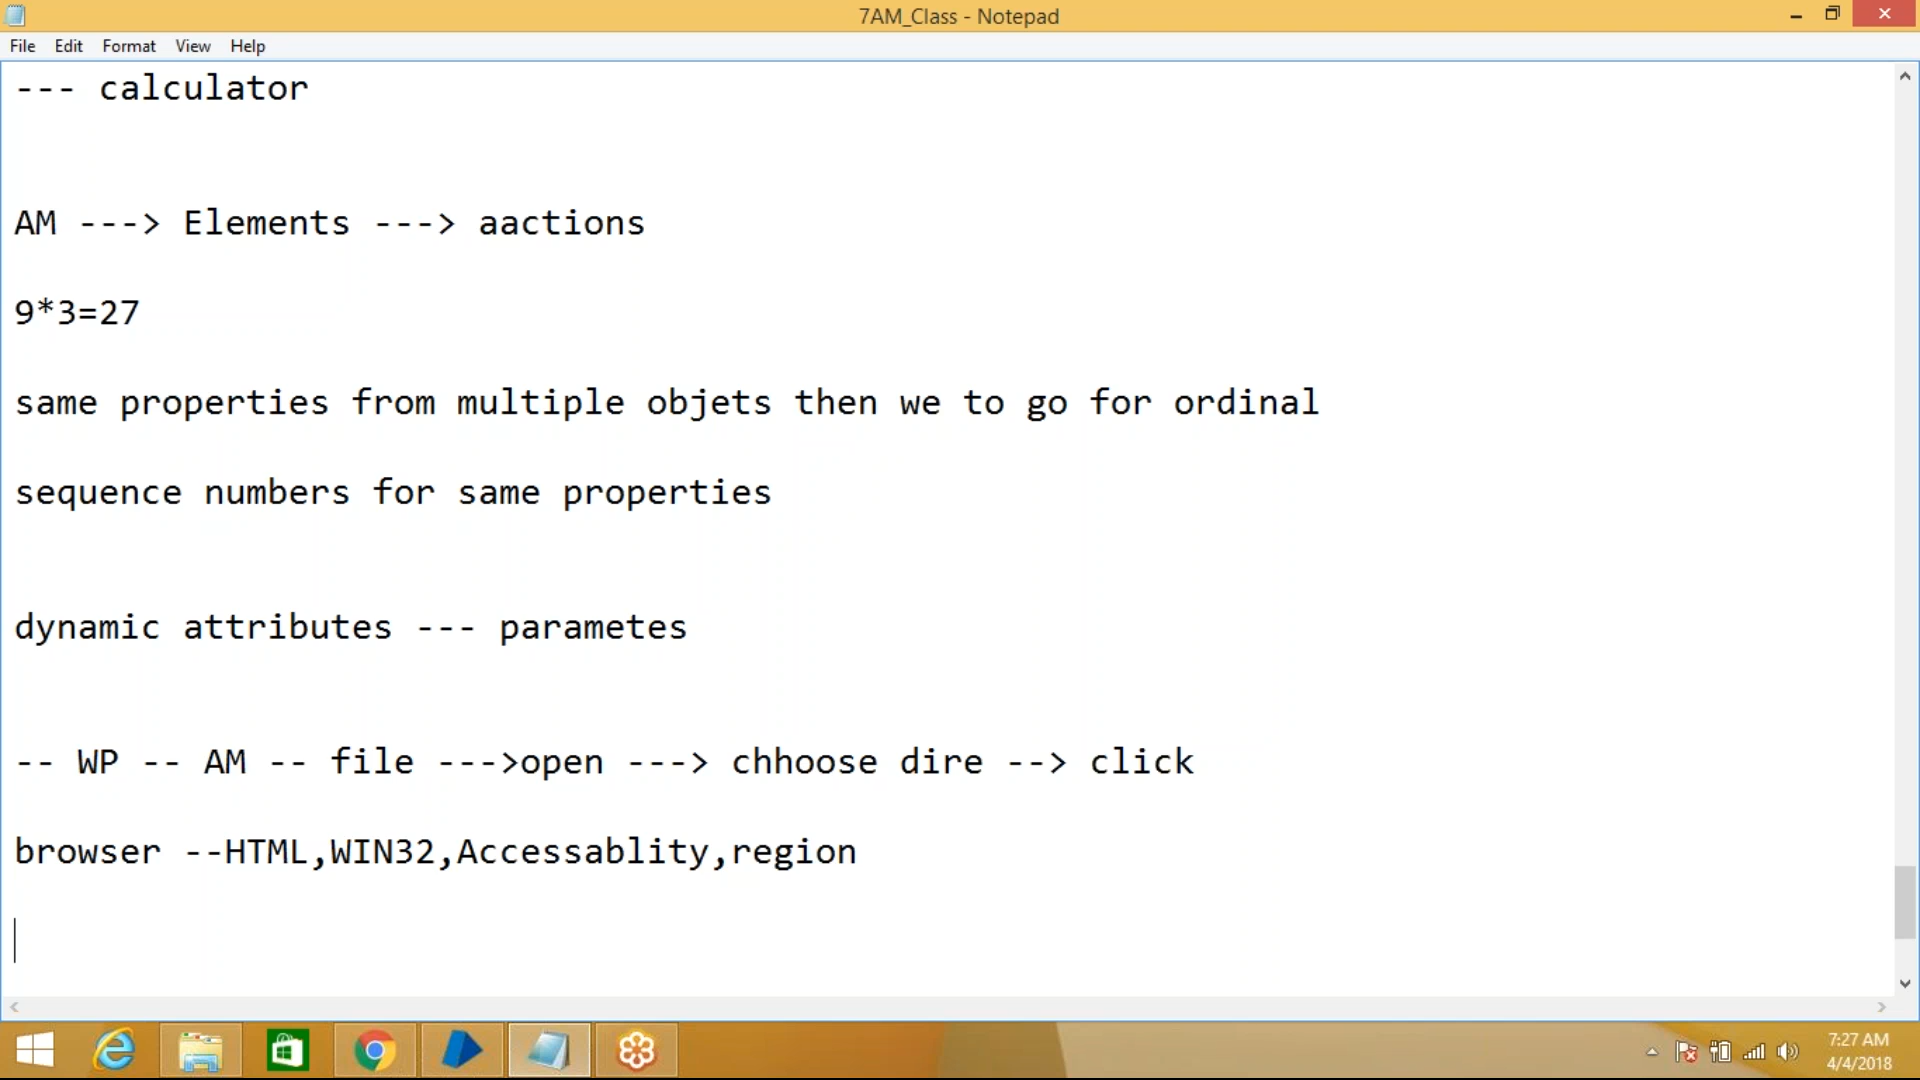 7AM_Class - Notepad
File Edit Format View Help
--- calculator
AM ---> Elements ---> aactions
9*3=27
same properties from multiple objets then we to go for ordinal
sequence numbers for same properties
dynamic attributes --- parametes
-- WP -- AM -- file --->open ---> chhoose dire --> click
browser --HTML,WIN32,Accessablity,region
7:27 AM
4/4/2018